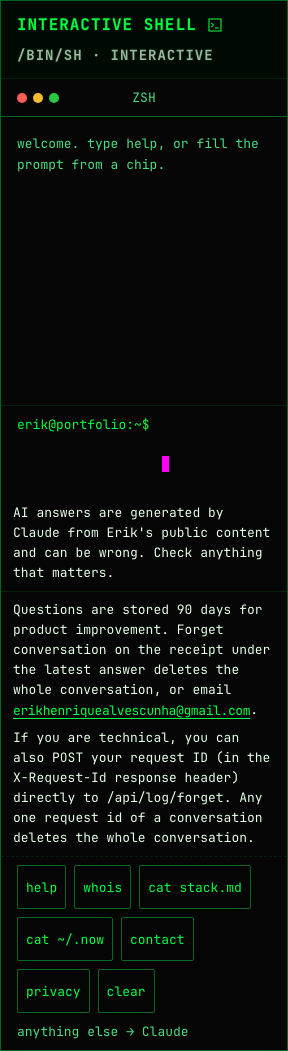 INTERACTIVE SHELL
/BIN/SH · INTERACTIVE
ZSH
welcome. type help, or fill the
prompt from a chip.
erik@portfolio:~$
AI answers are generated by
Claude from Erik's public content
and can be wrong. Check anything
that matters.
Questions are stored 90 days for
product improvement. Forget
conversation on the receipt under
the latest answer deletes the
whole conversation, or email
erikhenriquealvescunha@gmail.com.
If you are technical, you can
also POST your request ID (in the
X-Request-Id response header)
directly to /api/log/forget. Any
one request id of a conversation
deletes the whole conversation.
help whois cat stack.md
cat ~/.now contact
privacy clear
anything else → Claude